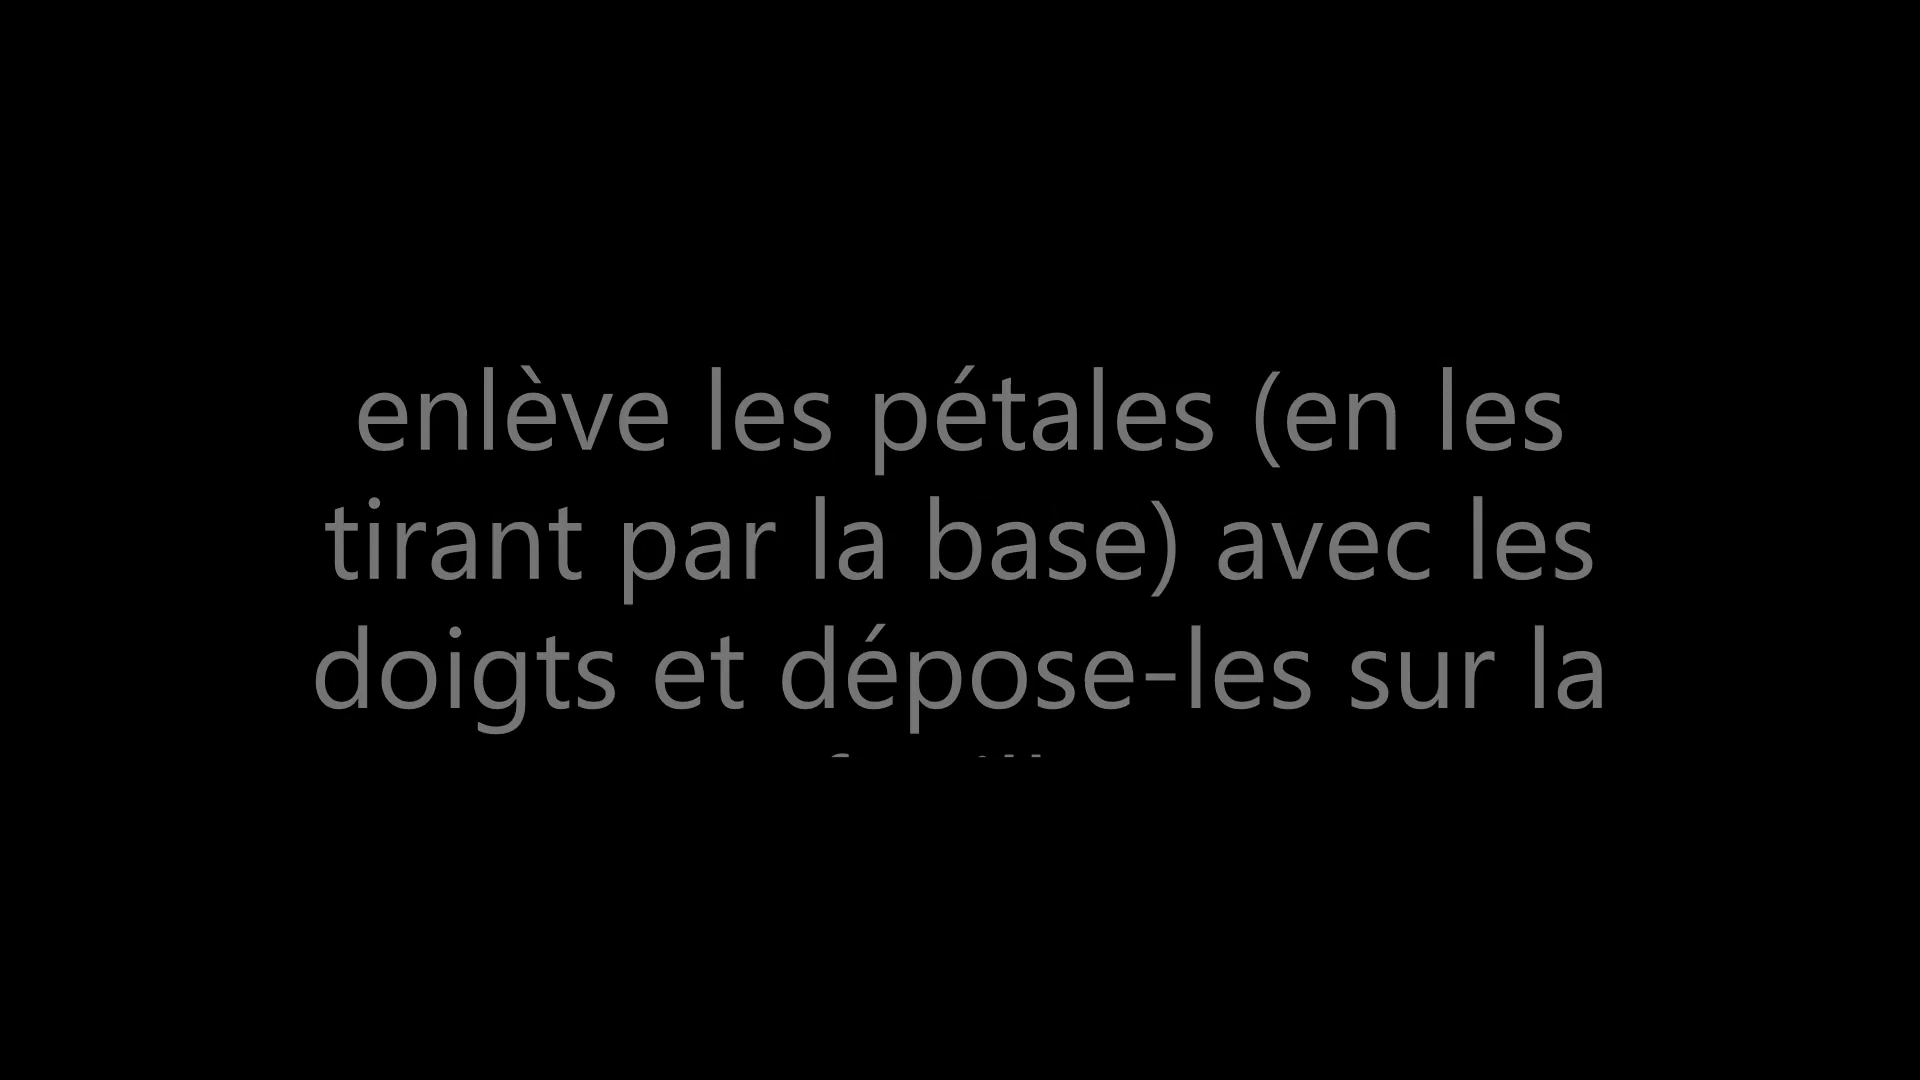 enlève les pétales (en les
tirant par la base) avec les
doigts et dépose-les sur la